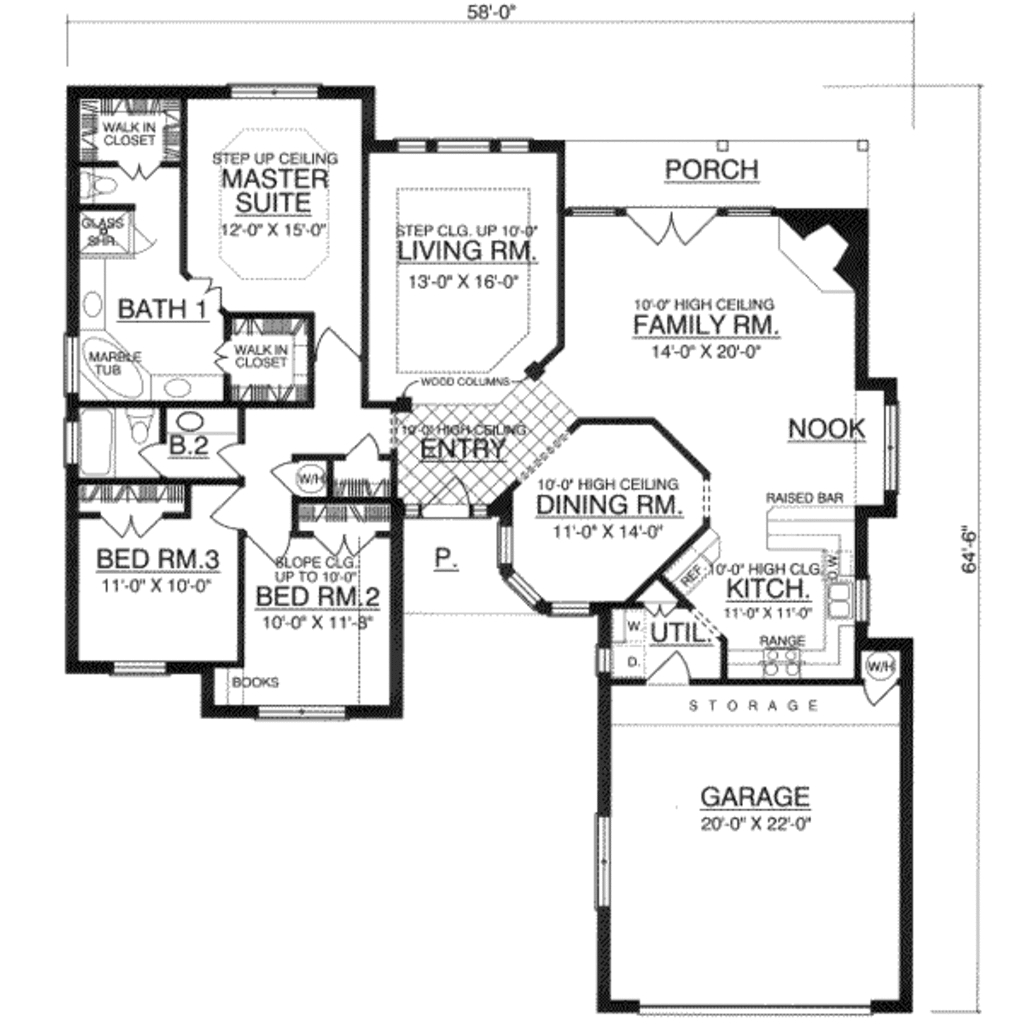 58'-0"
WALK IN
CLOSET
STEP UP CEILING
MASTER
SUITE
12'-0" X 15'-0"
PORCH
GLASS
SHR.
STEP CLG. UP 10'-0"
LIVING RM.
13'-0" X 16'-0"
BATH 1
10'-0" HIGH CEILING
FAMILY RM.
14'-0" X 20'-0"
MARBLE
TUB
WALK IN
CLOSET
WOOD COLUMNS
B.2
10'-0" HIGH CEILING
ENTRY
NOOK
W/H
10'-0" HIGH CEILING
DINING RM.
11'-0" X 14'-0"
RAISED BAR
64'-6"
BED RM.3
11'-0" X 10'-0"
SLOPE CLG.
UP TO 10'-0"
BED RM.2
10'-0" X 11'-8"
P.
REF
10'-0" HIGH CLG
KITCH.
11'-0" X 11'-0"
D.W.
W.
UTIL.
D.
RANGE
W/H
BOOKS
STORAGE
GARAGE
20'-0" X 22'-0"